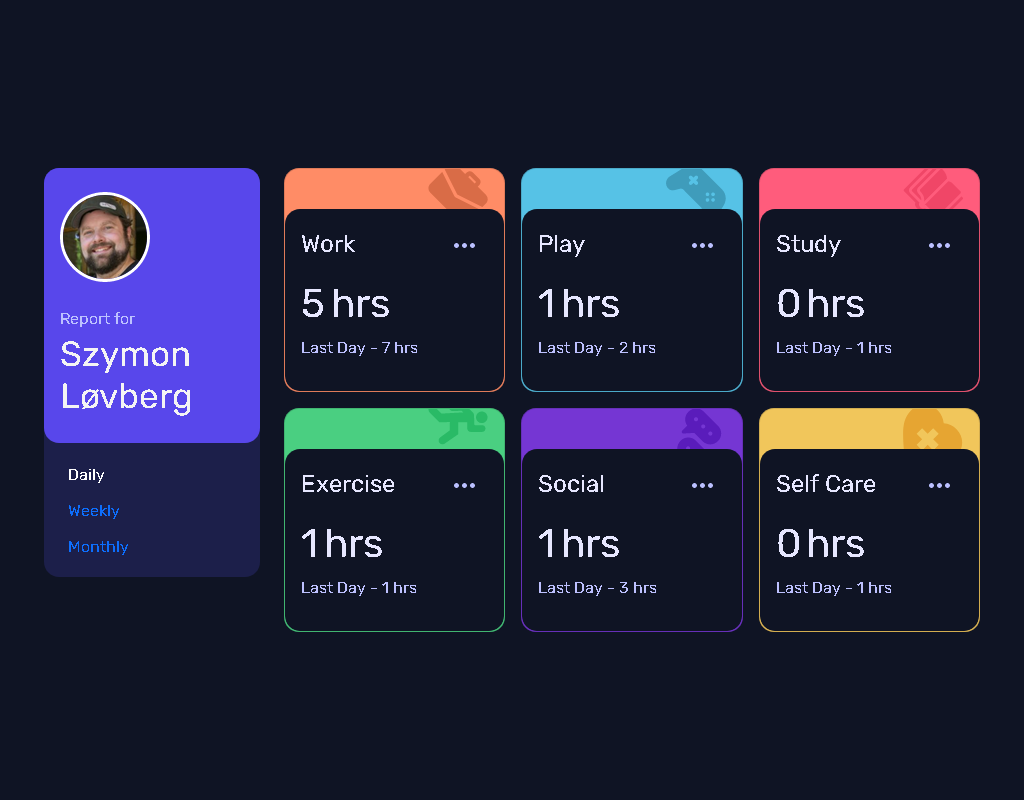 Report for
Szymon
Løvberg
Daily
Weekly
Monthly
Work
5 hrs
Last Day - 7 hrs
Play
1 hrs
Last Day - 2 hrs
Study
0 hrs
Last Day - 1 hrs
Exercise
1 hrs
Last Day - 1 hrs
Social
1 hrs
Last Day - 3 hrs
Self Care
0 hrs
Last Day - 1 hrs